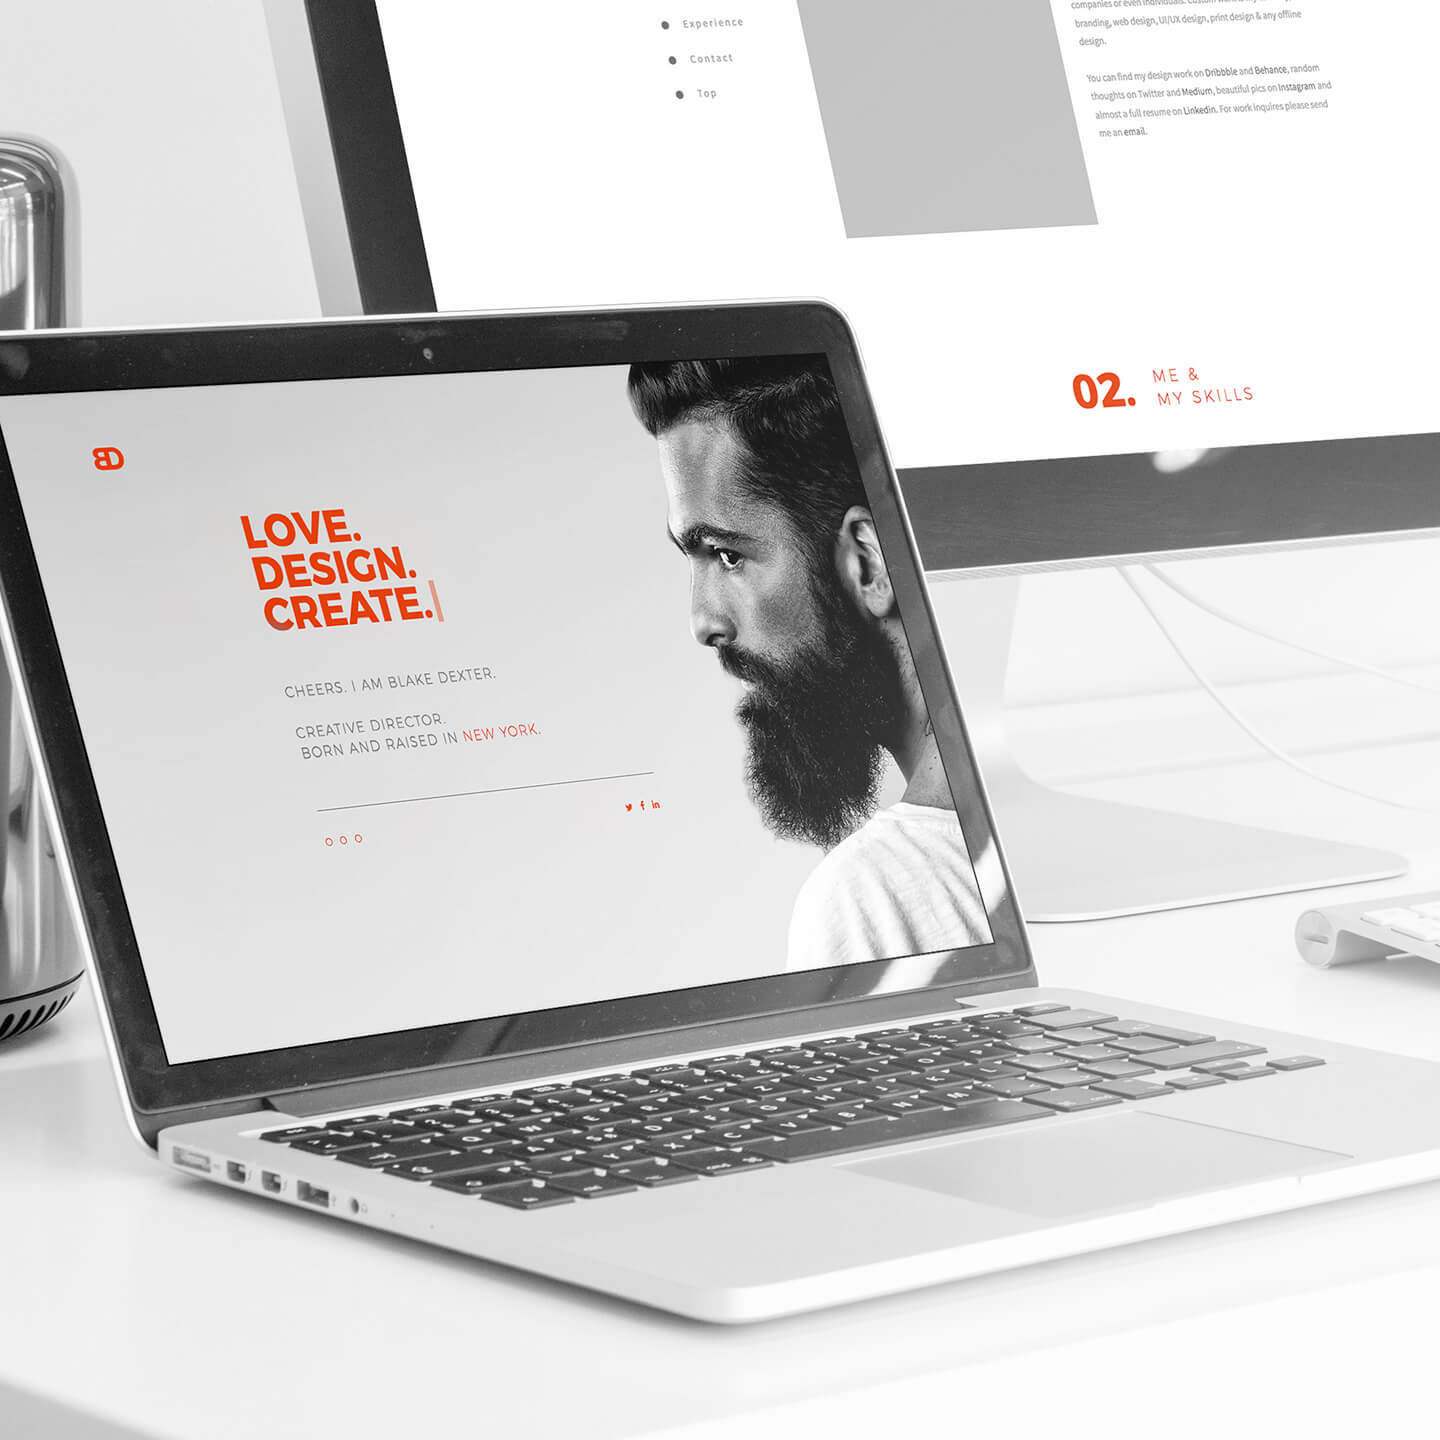 Experience
Contact
Top
companies or even individuals. Custom
branding, web design, UI/UX design, print design & any offline
design.
You can find my design work on Dribbble and Behance, random
thoughts on Twitter and Medium, beautiful pics on Instagram and
almost a full resume on Linkedin. For work inquires please send
me an email.
02.
ME &
MY SKILLS
BD
LOVE.
DESIGN.
CREATE.
CHEERS. I AM BLAKE DEXTER.
CREATIVE DIRECTOR.
BORN AND RAISED IN NEW YORK.